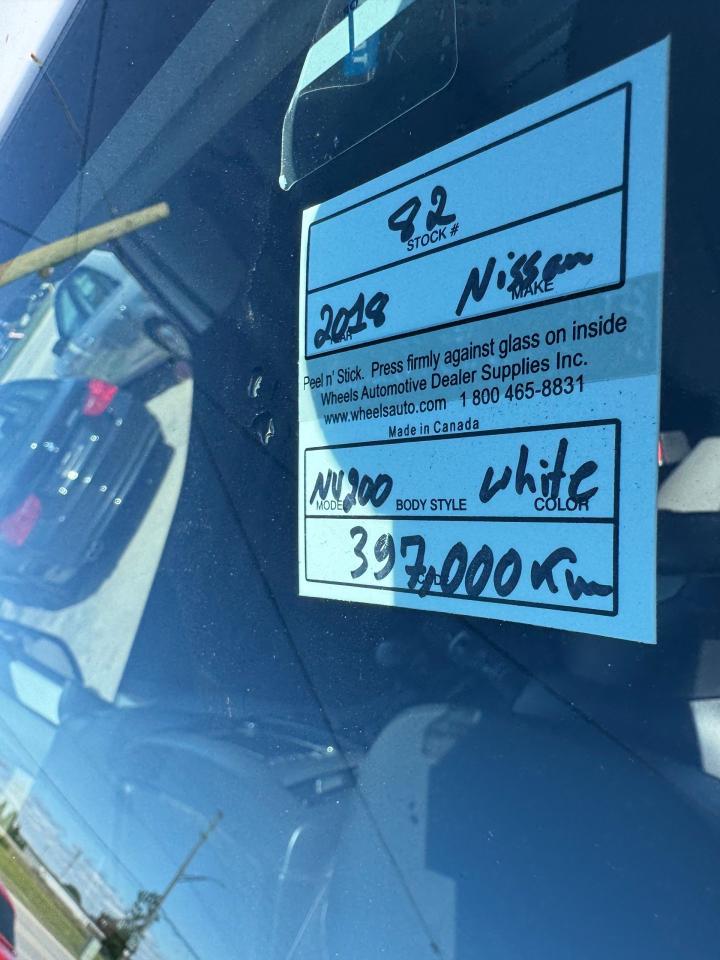 82
STOCK #
2018 Nissan
YEAR MAKE
Peel n' Stick. Press firmly against glass on inside
Wheels Automotive Dealer Supplies Inc.
www.wheelsauto.com 1 800 465-8831
Made in Canada
NV200 white
MODEL BODY STYLE COLOR
397,000 Km